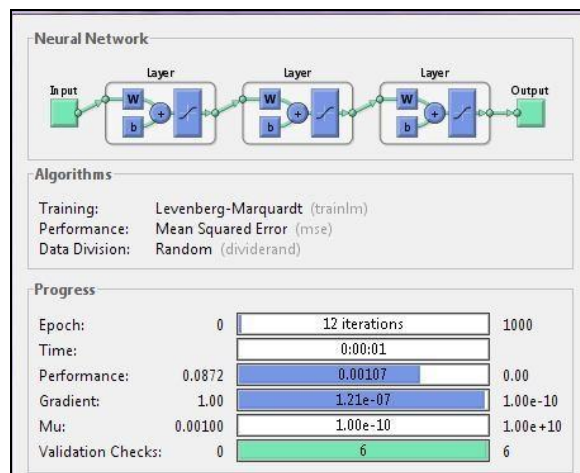 Neural Network
Layer Layer Layer
Input Output
W W W
+ + +
b b b
Algorithms
Training: Levenberg-Marquardt (trainlm)
Performance: Mean Squared Error (mse)
Data Division: Random (dividerand)
Progress
Epoch: 0 12 iterations 1000
Time: 0:00:01
Performance: 0.0872 0.00107 0.00
Gradient: 1.00 1.21e-07 1.00e-10
Mu: 0.00100 1.00e-10 1.00e+10
Validation Checks: 0 6 6